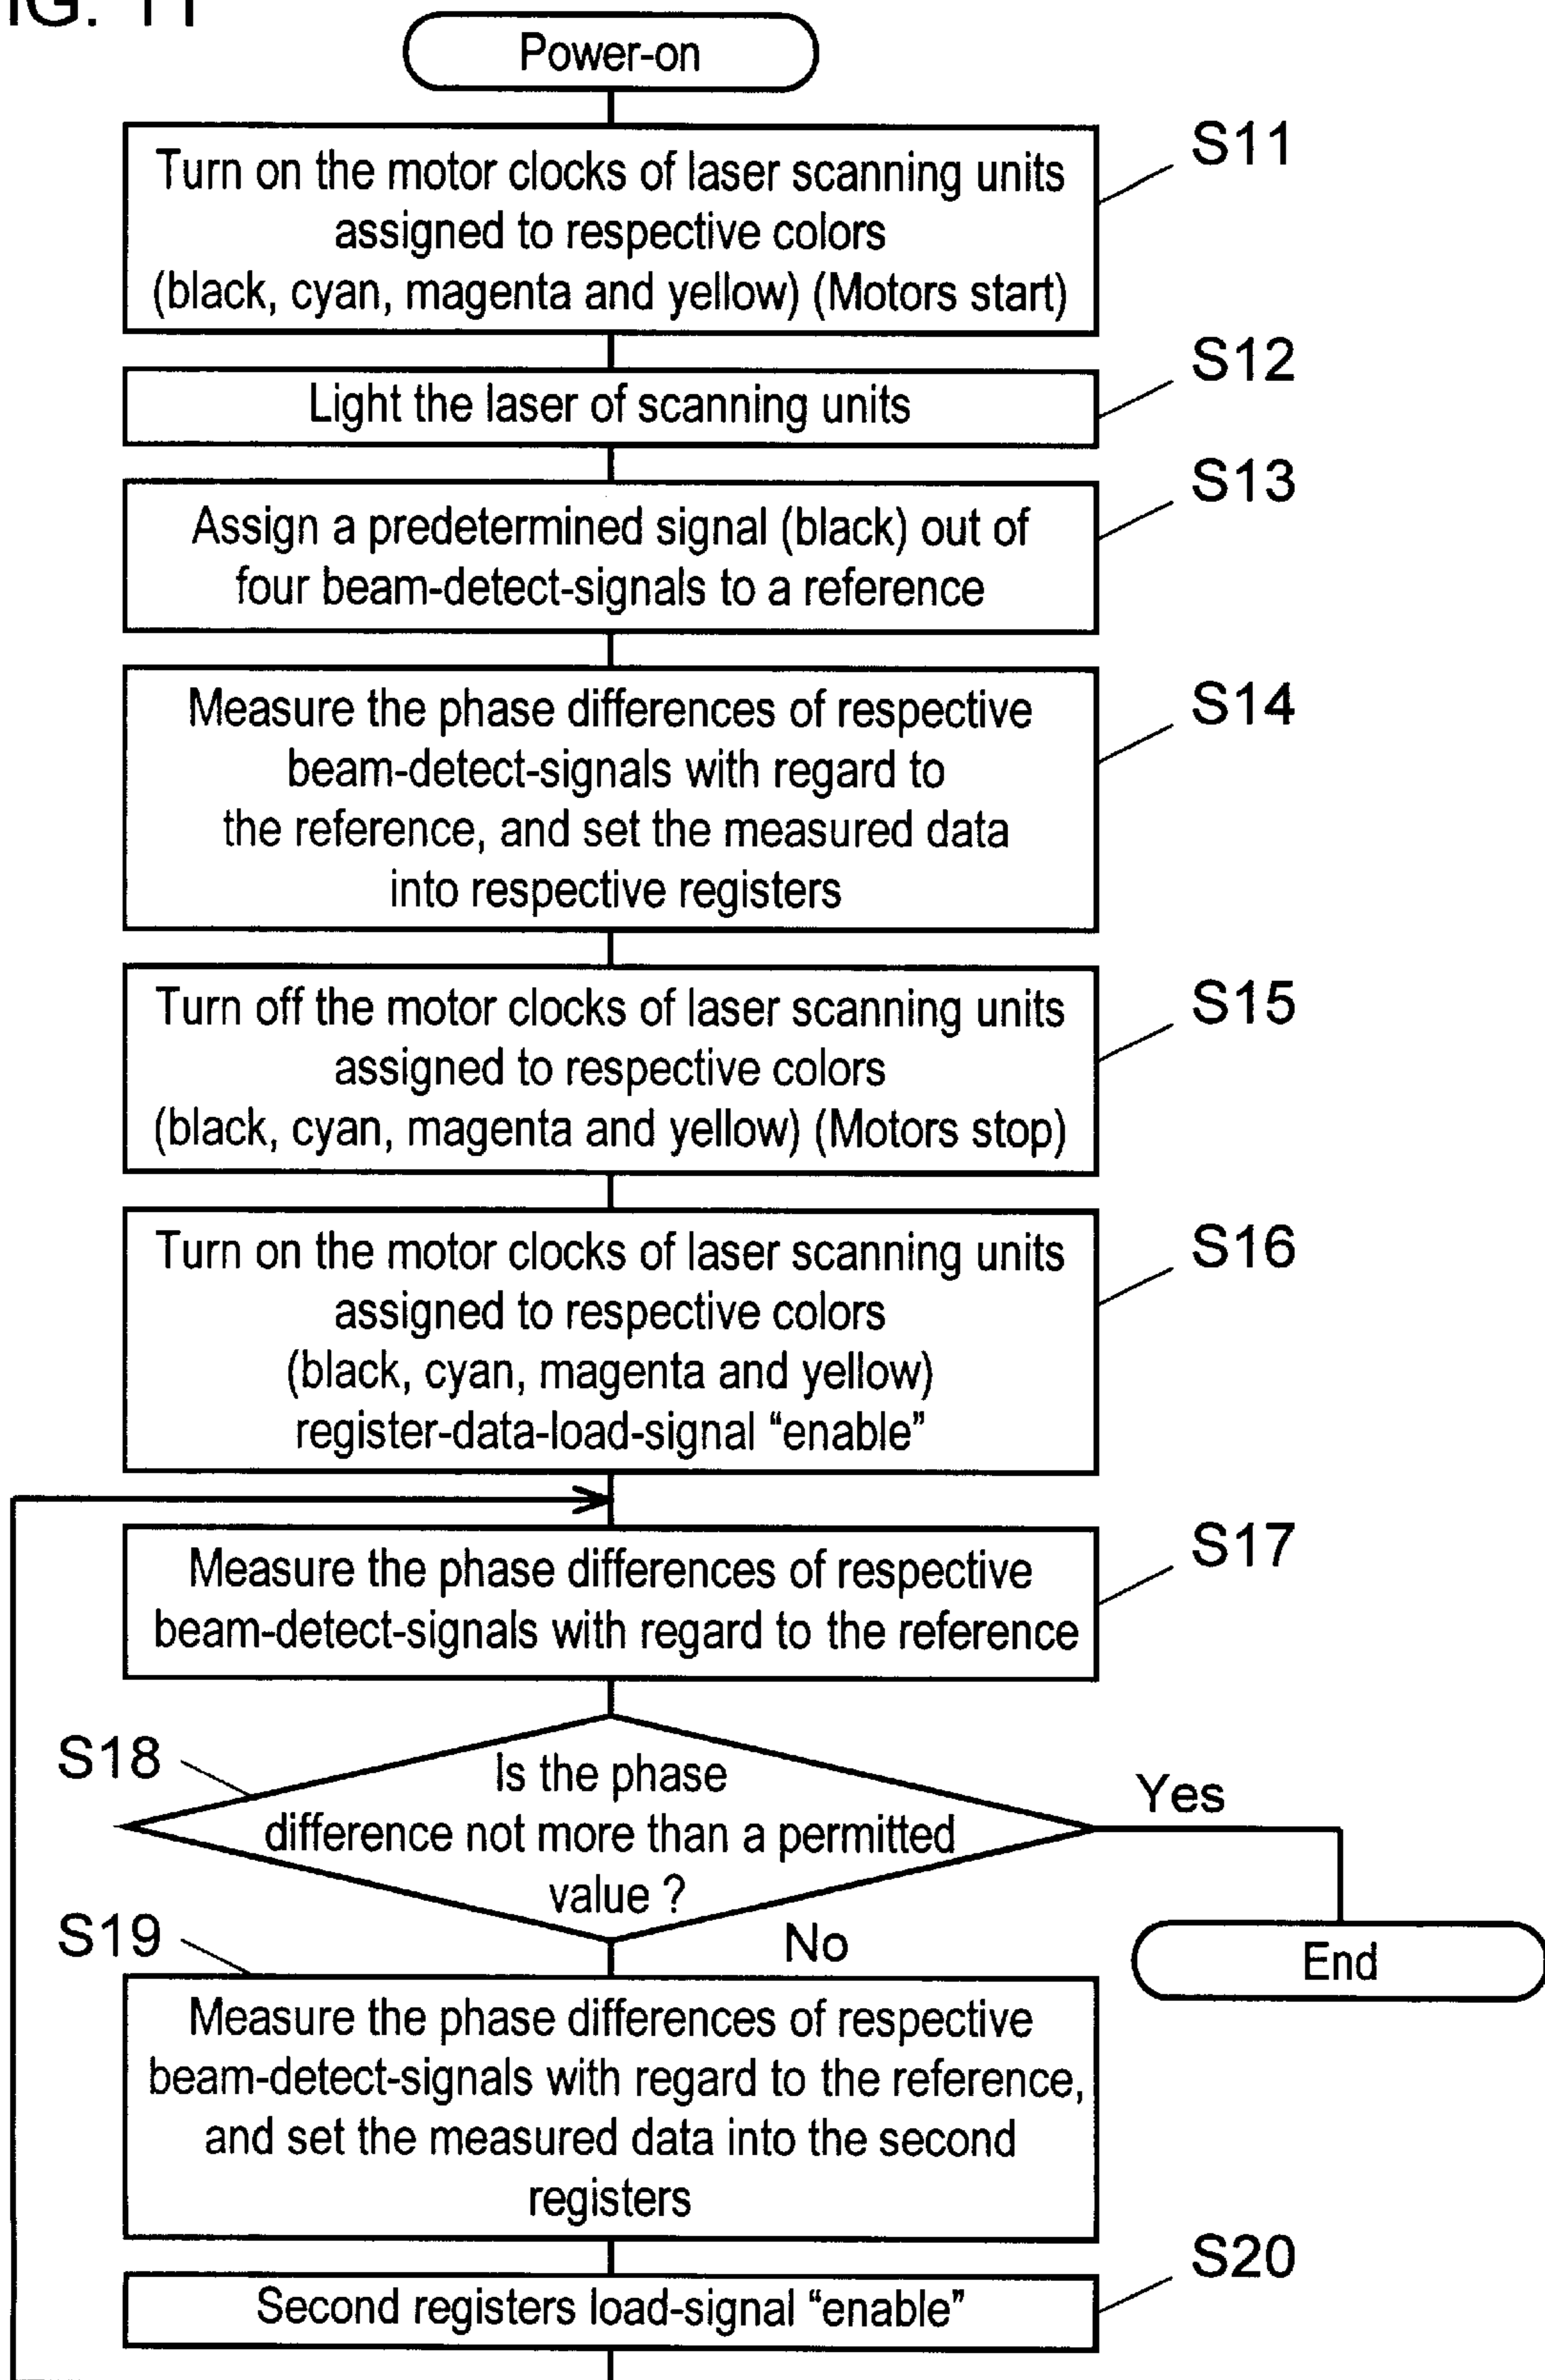 IG. 11
Power-on
Turn on the motor clocks of laser scanning units
assigned to respective colors
(black, cyan, magenta and yellow) (Motors start)
S11
Light the laser of scanning units
S12
Assign a predetermined signal (black) out of
four beam-detect-signals to a reference
S13
Measure the phase differences of respective
beam-detect-signals with regard to
the reference, and set the measured data
into respective registers
S14
Turn off the motor clocks of laser scanning units
assigned to respective colors
(black, cyan, magenta and yellow) (Motors stop)
S15
Turn on the motor clocks of laser scanning units
assigned to respective colors
(black, cyan, magenta and yellow)
register-data-load-signal “enable”
S16
Measure the phase differences of respective
beam-detect-signals with regard to the reference
S17
S18
Is the phase
difference not more than a permitted
value ?
Yes
No
End
S19
Measure the phase differences of respective
beam-detect-signals with regard to the reference,
and set the measured data into the second
registers
Second registers load-signal “enable”
S20